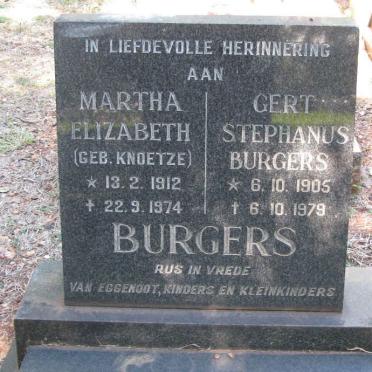 IN LIEFDEVOLLE HERINNERING
AAN
MARTHA
ELIZABETH
(GEB. KNOETZE)
* 13. 2. 1912
✝ 22. 9. 1974
GERT
STEPHANUS
BURGERS
* 6. 10. 1905
✝ 6. 10. 1979
BURGERS
RUS IN VREDE
VAN EGGENOOT, KINDERS EN KLEINKINDERS